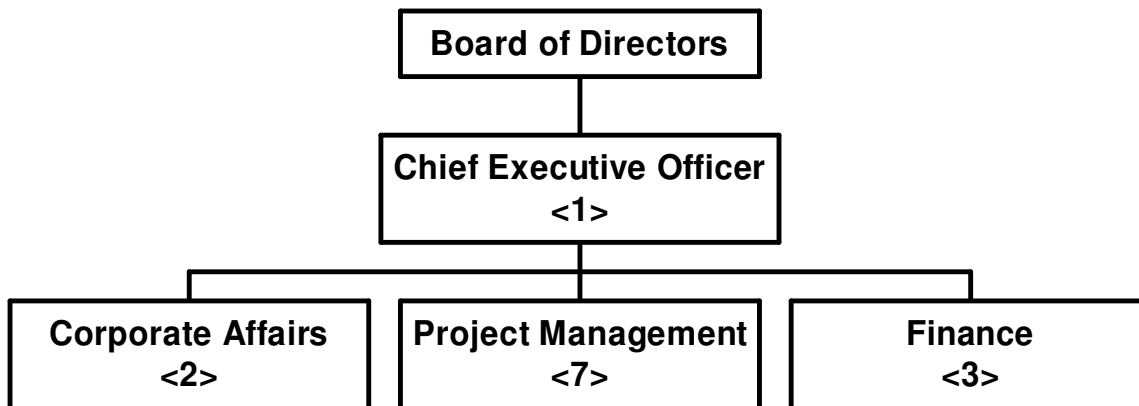 Board of Directors
Chief Executive Officer
<1>
Corporate Affairs
<2>
Project Management
<7>
Finance
<3>